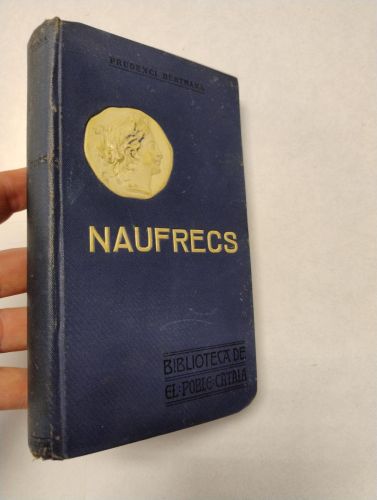 PRUDENCI BERTRANA
NAUFRECS
BIBLIOTECA DE
EL·POBLE·CATALÀ